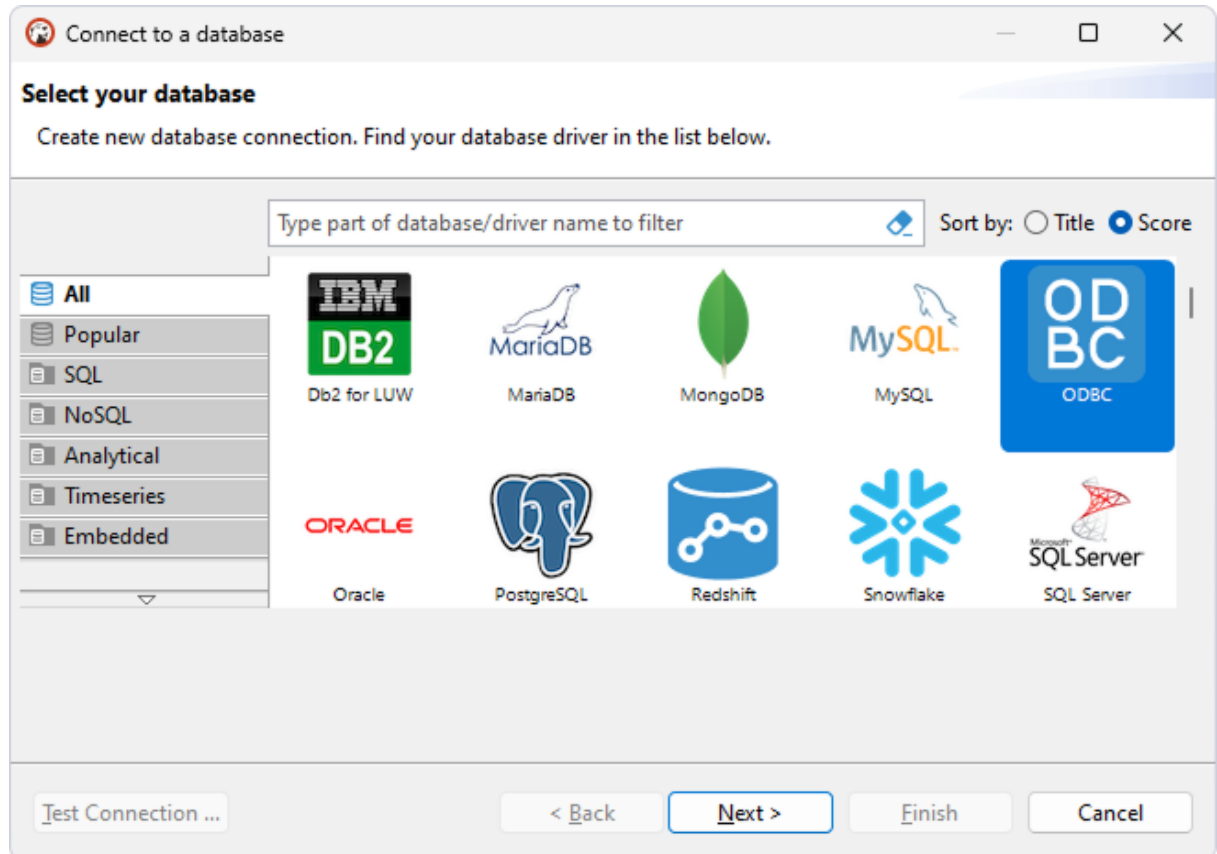 Connect to a database
Select your database
Create new database connection. Find your database driver in the list below.
Type part of database/driver name to filter
Sort by: Title Score
All
Popular
SQL
NoSQL
Analytical
Timeseries
Embedded
IBM
DB2
MariaDB
MySQL
OD
BC
Db2 for LUW MariaDB MongoDB MySQL ODBC
ORACLE
Microsoft
SQL Server
Oracle PostgreSQL Redshift Snowflake SQL Server
Test Connection ... < Back Next > Finish Cancel